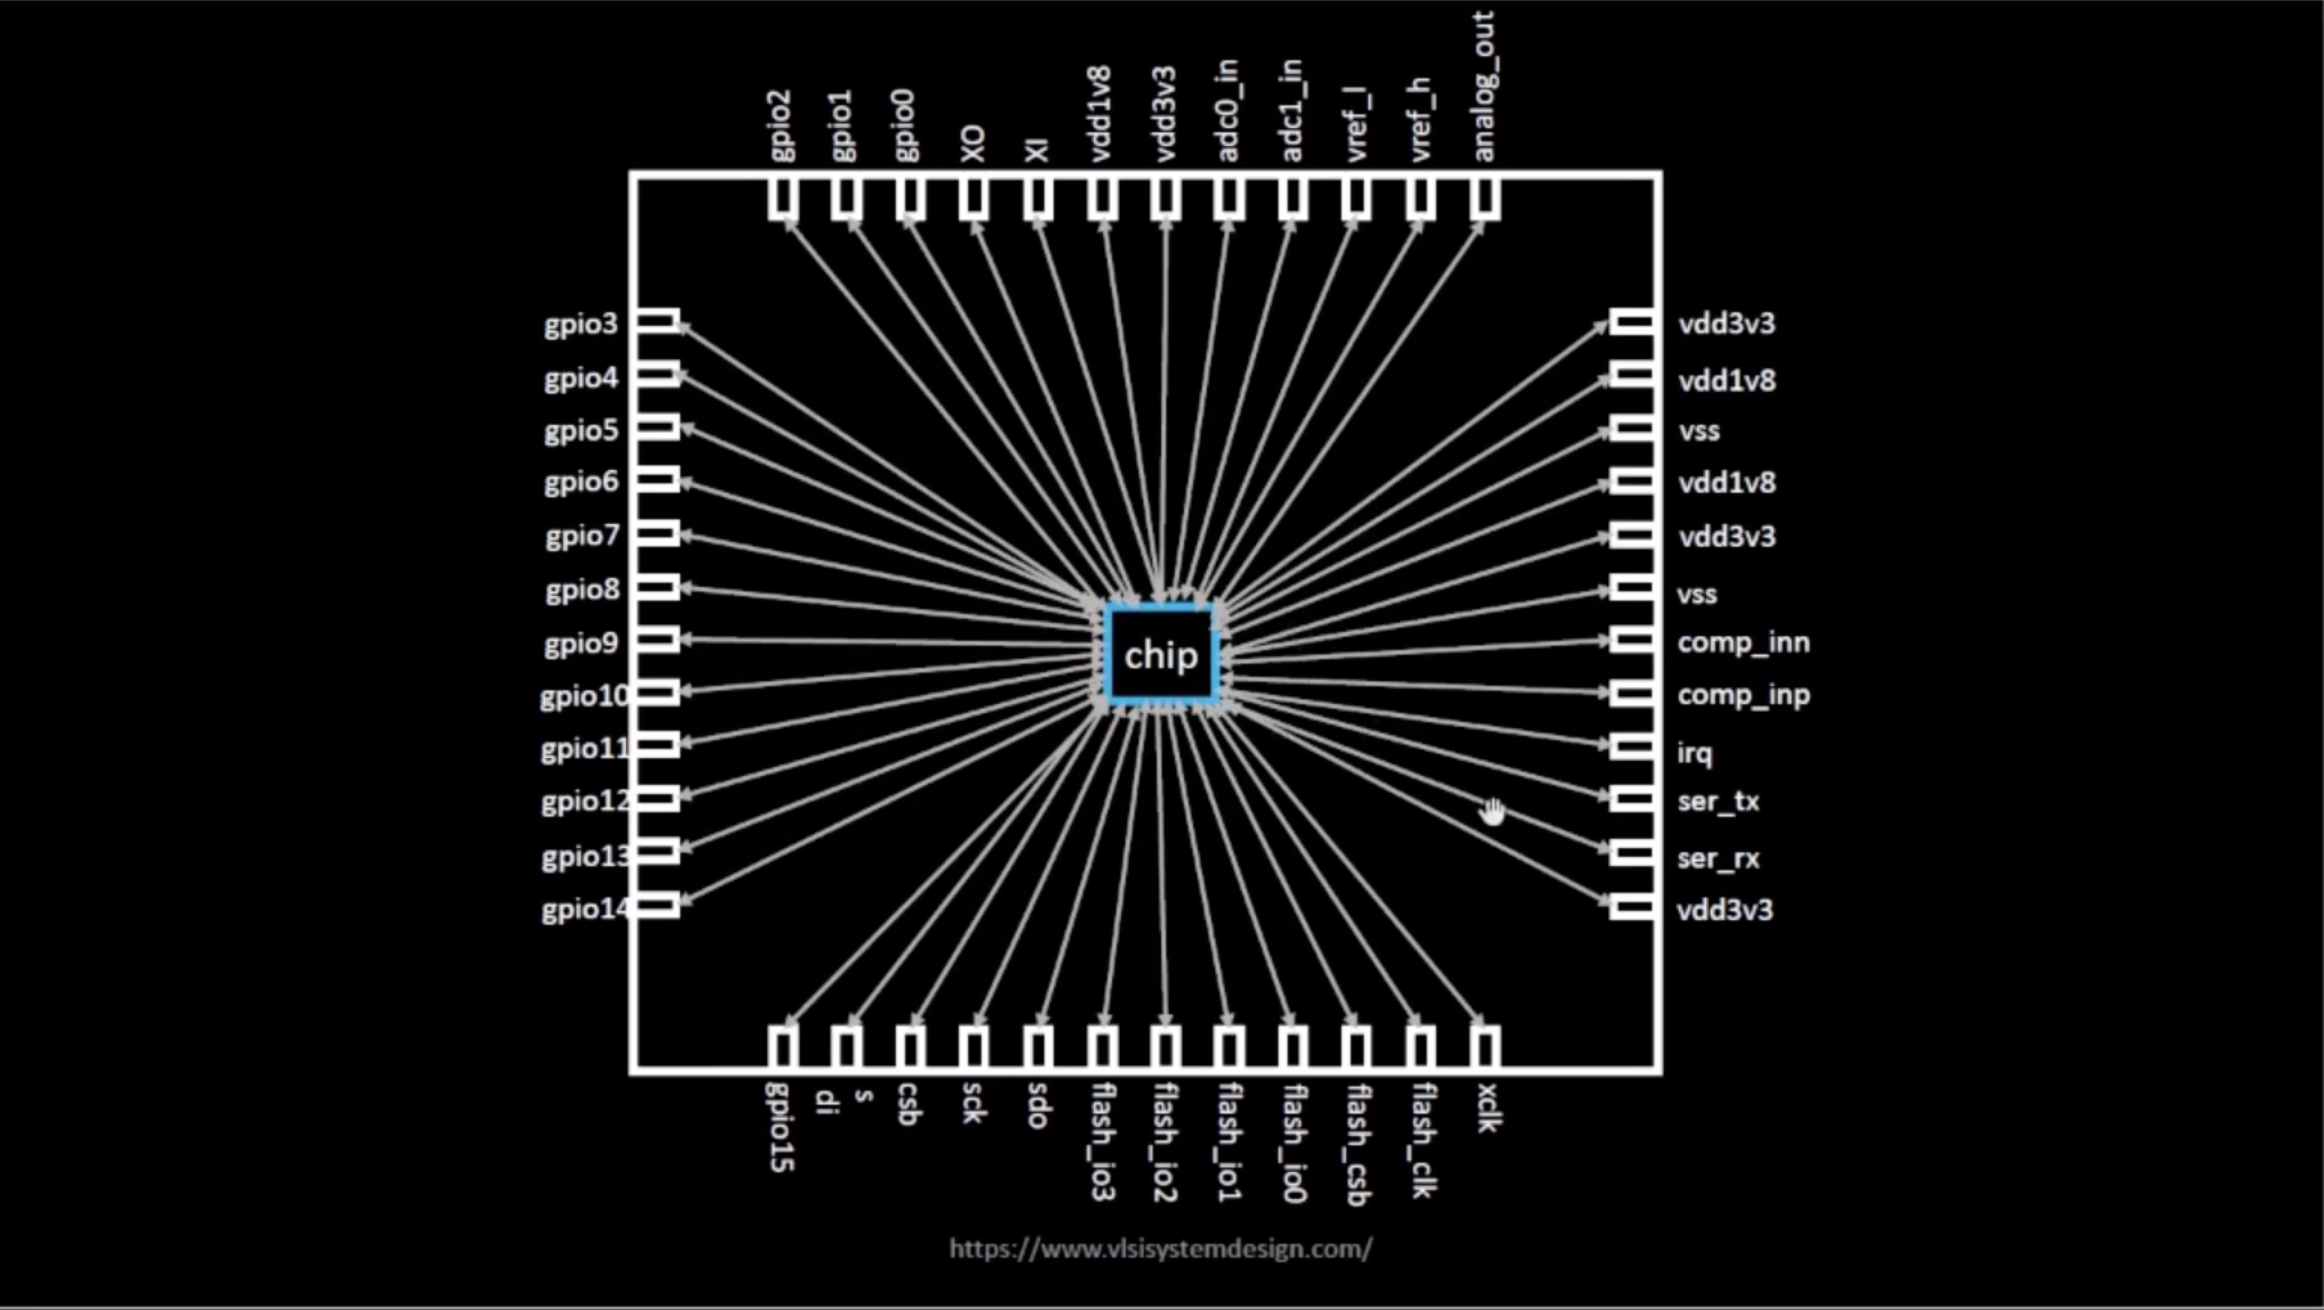 gpio2
gpio1
gpio0
XO
XI
vdd1v8
vdd3v3
adc0_in
adc1_in
vref_l
vref_h
analog_out
gpio3
gpio4
gpio5
gpio6
gpio7
gpio8
gpio9
gpio10
gpio11
gpio12
gpio13
gpio14
chip
vdd3v3
vdd1v8
vss
vdd1v8
vdd3v3
vss
comp_inn
comp_inp
irq
ser_tx
ser_rx
vdd3v3
gpio15
s
di
csb
sck
sdo
flash_io3
flash_io2
flash_io1
flash_io0
flash_csb
flash_clk
xclk
https://www.vlsisystemdesign.com/